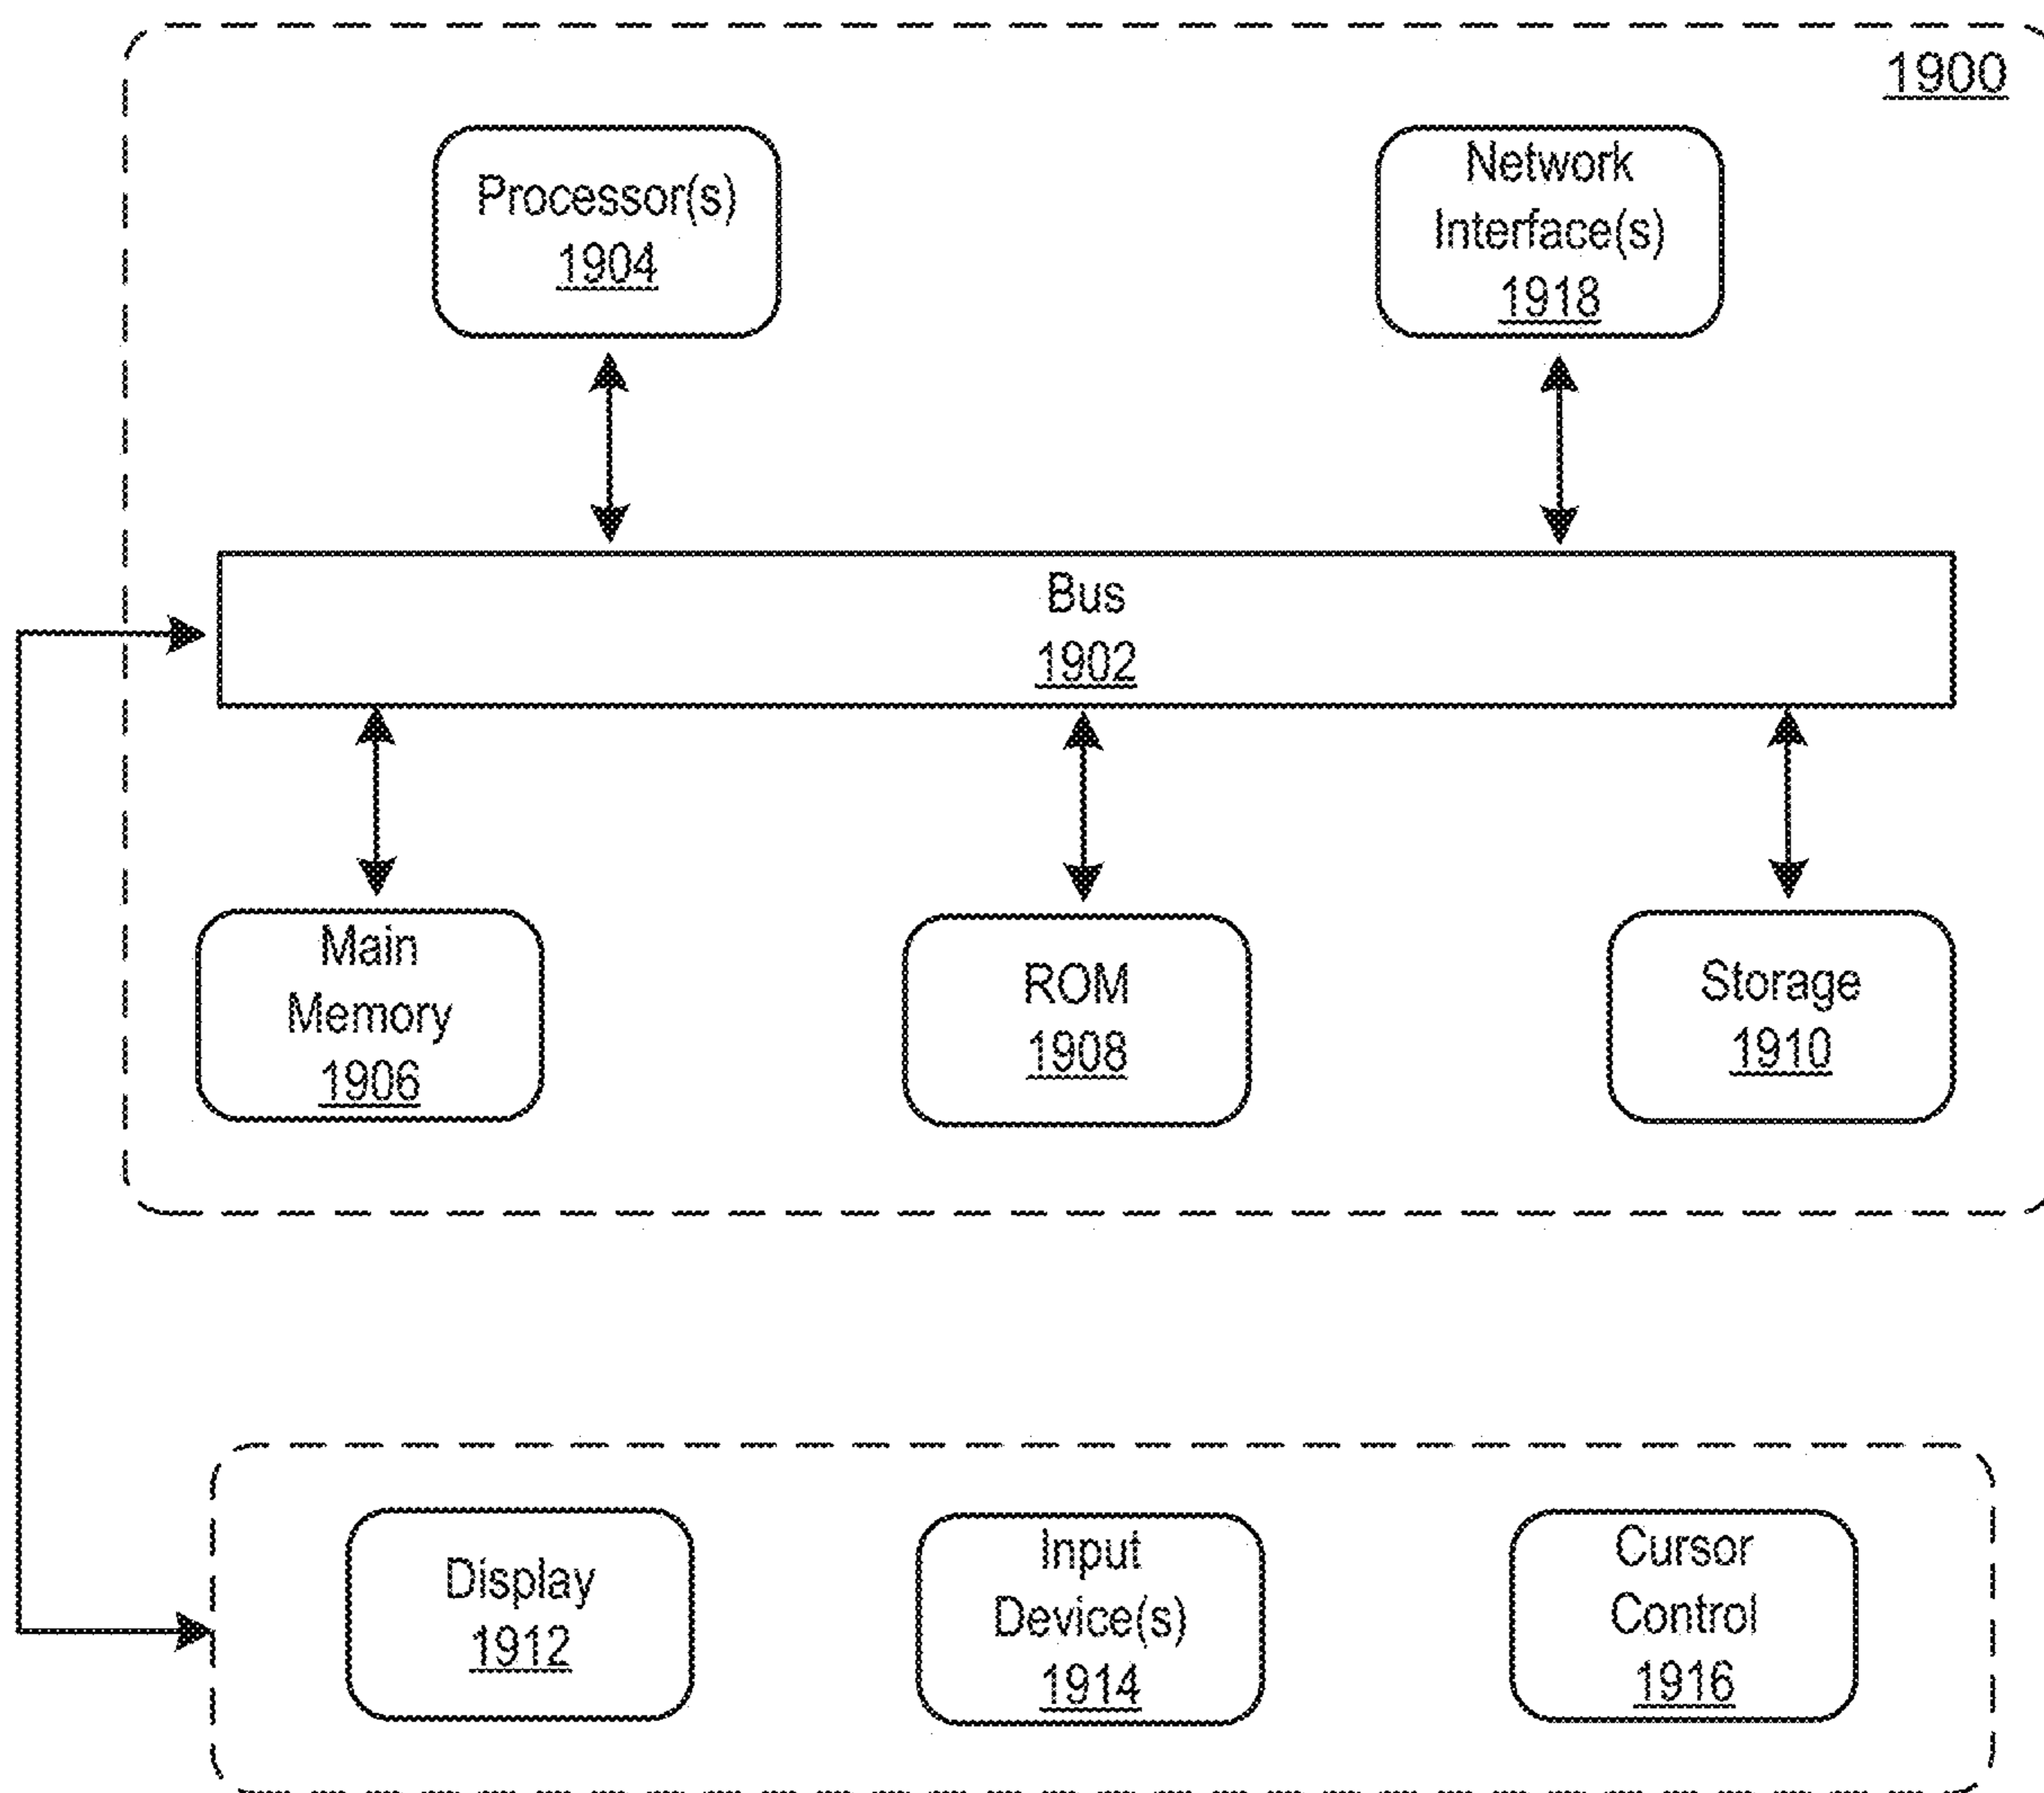 1900
Processor(s)
1904
Network
Interface(s)
1918
Bus
1902
Main
Memory
1906
ROM
1908
Storage
1910
Display
1912
Input
Device(s)
1914
Cursor
Control
1916